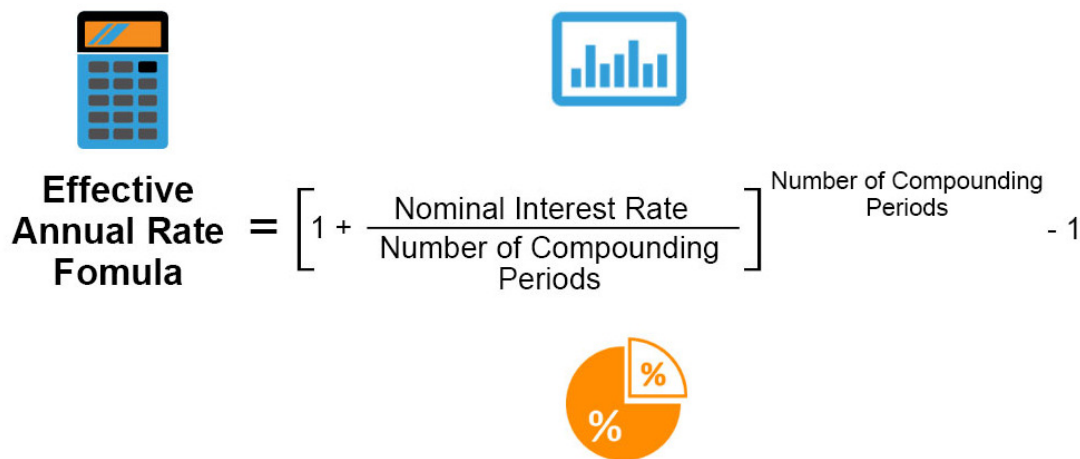 Effective
Annual Rate
Fomula
=
[ 1 +
Nominal Interest Rate
Number of Compounding
Periods
]
Number of Compounding
Periods
- 1
%
%